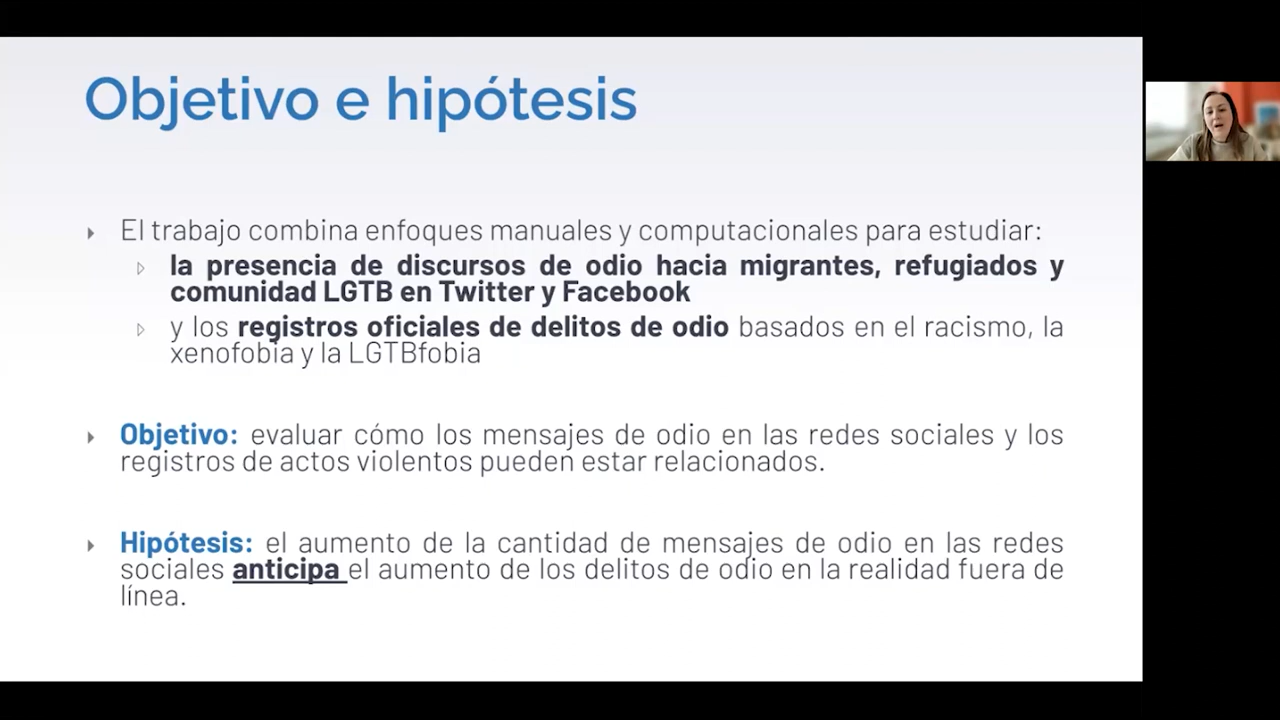 Objetivo e hipótesis
El trabajo combina enfoques manuales y computacionales para estudiar:
la presencia de discursos de odio hacia migrantes, refugiados y
comunidad LGTB en Twitter y Facebook
y los registros oficiales de delitos de odio basados en el racismo, la
xenofobia y la LGTBfobia
Objetivo: evaluar cómo los mensajes de odio en las redes sociales y los
registros de actos violentos pueden estar relacionados.
Hipótesis: el aumento de la cantidad de mensajes de odio en las redes
sociales anticipa el aumento de los delitos de odio en la realidad fuera de
línea.